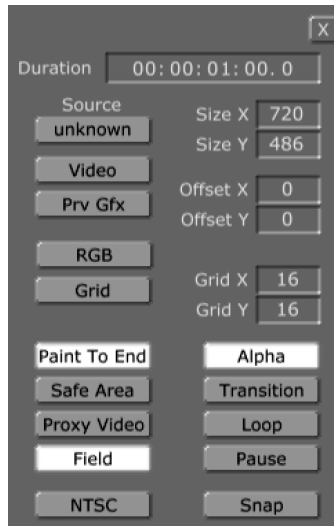 X
Duration 00:00:01:00. 0
Source
unknown
Size X 720
Video
Size Y 486
Prv Gfx
Offset X 0
Offset Y 0
RGB
Grid
Grid X 16
Grid Y 16
Paint To End Alpha
Safe Area Transition
Proxy Video Loop
Field Pause
NTSC Snap